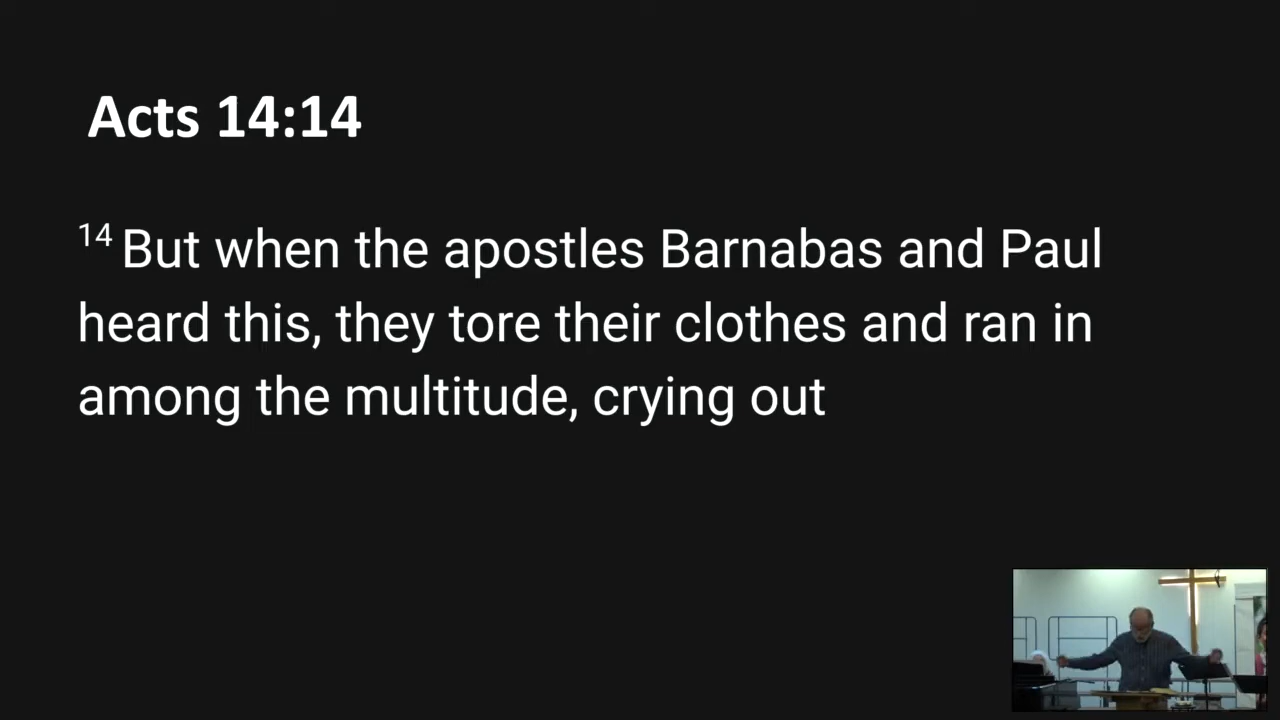 Acts 14:14
14 But when the apostles Barnabas and Paul
heard this, they tore their clothes and ran in
among the multitude, crying out